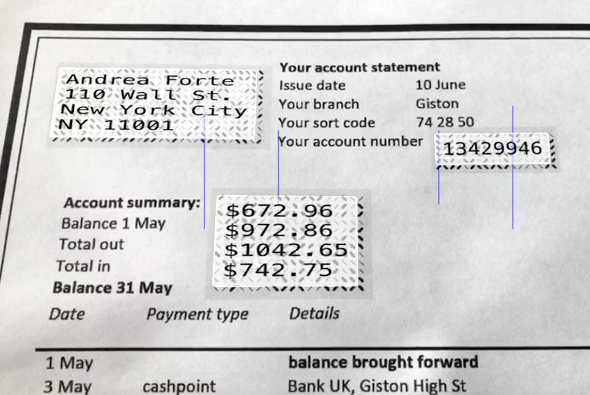 Andrea Forte
110 Wall St.
New York City
NY 11001
Your account statement
Issue date 10 June
Your branch Giston
Your sort code 74 28 50
Your account number 13429946
Account summary:
Balance 1 May $672.96
Total out $972.86
Total in $1042.65
Balance 31 May $742.75
Date Payment type Details
1 May balance brought forward
3 May cashpoint Bank UK, Giston High St